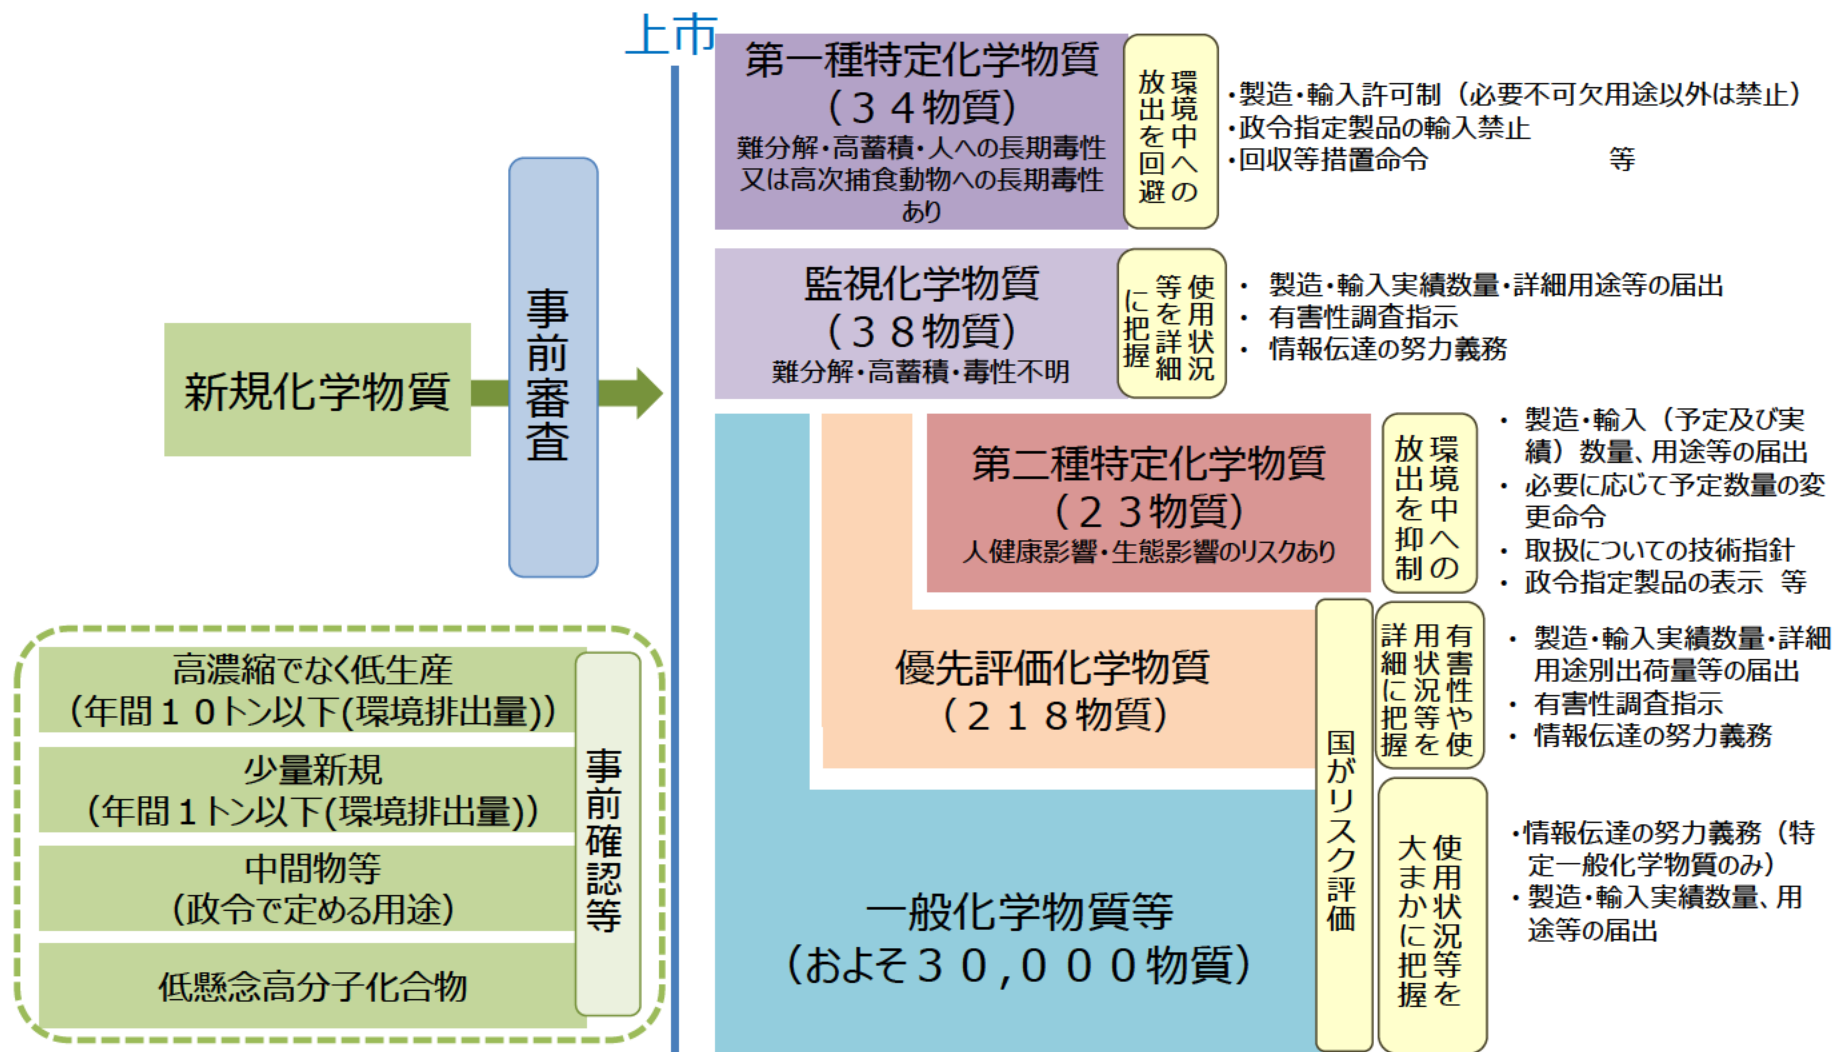 上市
新規化学物質
事前審査
高濃縮でなく低生産
（年間１０トン以下(環境排出量)）
少量新規
（年間１トン以下(環境排出量)）
中間物等
（政令で定める用途）
低懸念高分子化合物
事前確認等
第一種特定化学物質
（３４物質）
難分解・高蓄積・人への長期毒性
又は高次捕食動物への長期毒性
あり
環境中への
放出を回避
・製造・輸入許可制（必要不可欠用途以外は禁止）
・政令指定製品の輸入禁止
・回収等措置命令　等
監視化学物質
（３８物質）
難分解・高蓄積・毒性不明
使用状況
等を詳細
に把握
・ 製造・輸入実績数量・詳細用途等の届出
・ 有害性調査指示
・ 情報伝達の努力義務
第二種特定化学物質
（２３物質）
人健康影響・生態影響のリスクあり
環境中への
放出を抑制
・ 製造・輸入（予定及び実
績）数量、用途等の届出
・ 必要に応じて予定数量の変
更命令
・ 取扱についての技術指針
・ 政令指定製品の表示 等
優先評価化学物質
（２１８物質）
国がリスク評価
有害性や使
用状況等を
詳細に把握
・ 製造・輸入実績数量・詳細
用途別出荷量等の届出
・ 有害性調査指示
・ 情報伝達の努力義務
一般化学物質等
（およそ３０,０００物質）
使用状況等を
大まかに把握
・情報伝達の努力義務（特
定一般化学物質のみ）
・製造・輸入実績数量、用
途等の届出